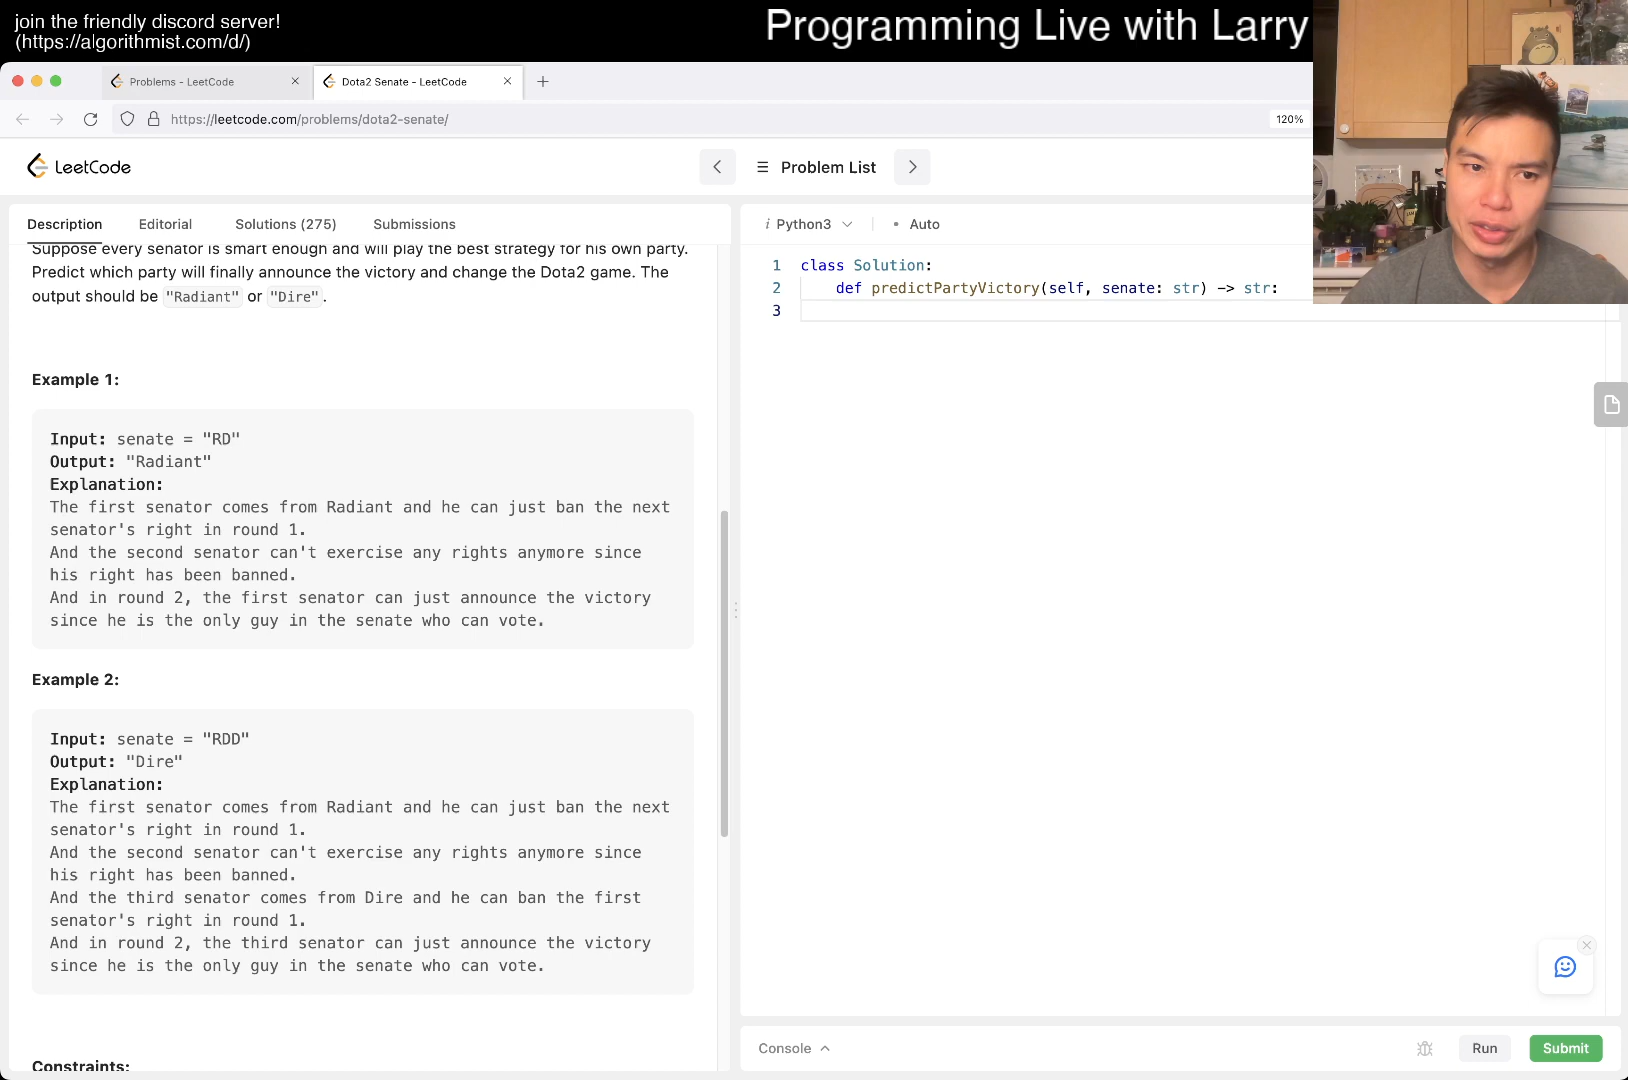 join the friendly discord server!
(https://algorithmist.com/d/)
Programming Live with Larry
Problems - LeetCode
Dota2 Senate - LeetCode
https://leetcode.com/problems/dota2-senate/
120%
LeetCode
Problem List
Description
Editorial
Solutions (275)
Submissions
Suppose every senator is smart enough and will play the best strategy for his own party.
Predict which party will finally announce the victory and change the Dota2 game. The
output should be "Radiant" or "Dire".
Example 1:
Input: senate = "RD"
Output: "Radiant"
Explanation:
The first senator comes from Radiant and he can just ban the next
senator's right in round 1.
And the second senator can't exercise any rights anymore since
his right has been banned.
And in round 2, the first senator can just announce the victory
since he is the only guy in the senate who can vote.
Example 2:
Input: senate = "RDD"
Output: "Dire"
Explanation:
The first senator comes from Radiant and he can just ban the next
senator's right in round 1.
And the second senator can't exercise any rights anymore since
his right has been banned.
And the third senator comes from Dire and he can ban the first
senator's right in round 1.
And in round 2, the third senator can just announce the victory
since he is the only guy in the senate who can vote.
Constraints:
i Python3
• Auto
1 class Solution:
2 def predictPartyVictory(self, senate: str) -> str:
3
Console
Run
Submit